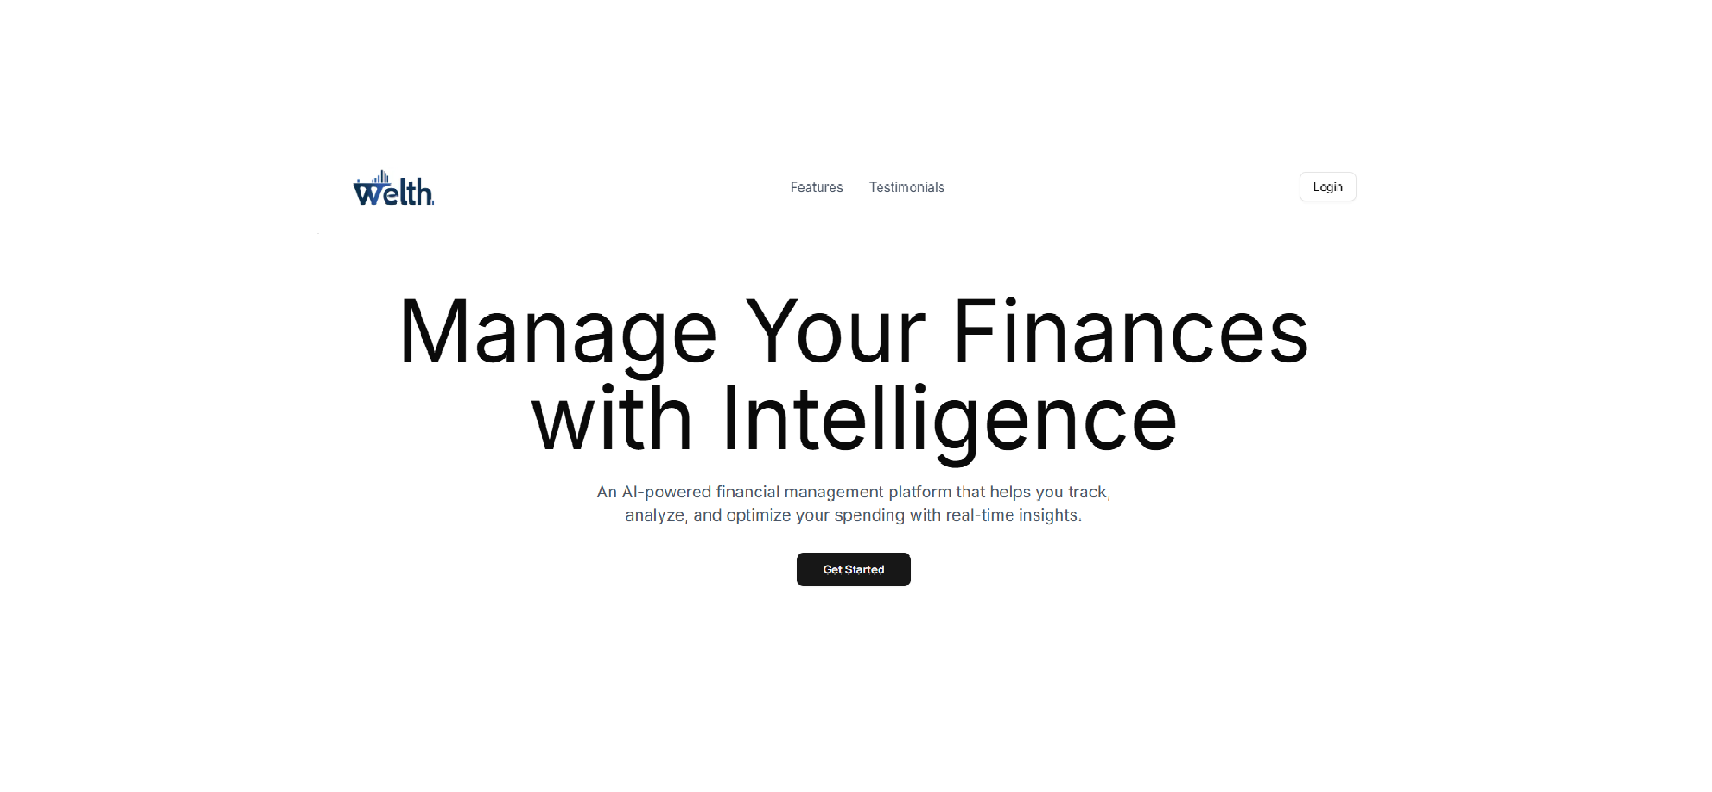 Welth.
Features Testimonials
Login
Manage Your Finances
with Intelligence
An AI-powered financial management platform that helps you track,
analyze, and optimize your spending with real-time insights.
Get Started